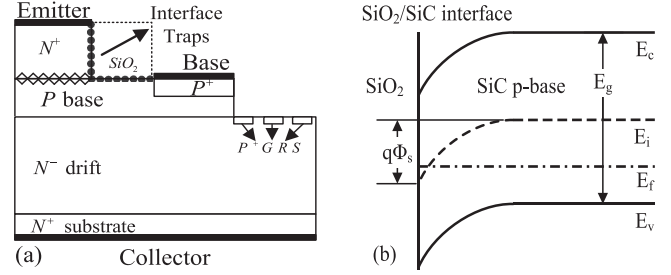 Emitter
Interface
Traps
N+
SiO2
Base
P+
P base
P+ G R S
N− drift
N+ substrate
(a)
Collector
SiO2/SiC interface
Ec
SiO2
SiC p-base
Eg
qΦs
Ei
Ef
Ev
(b)